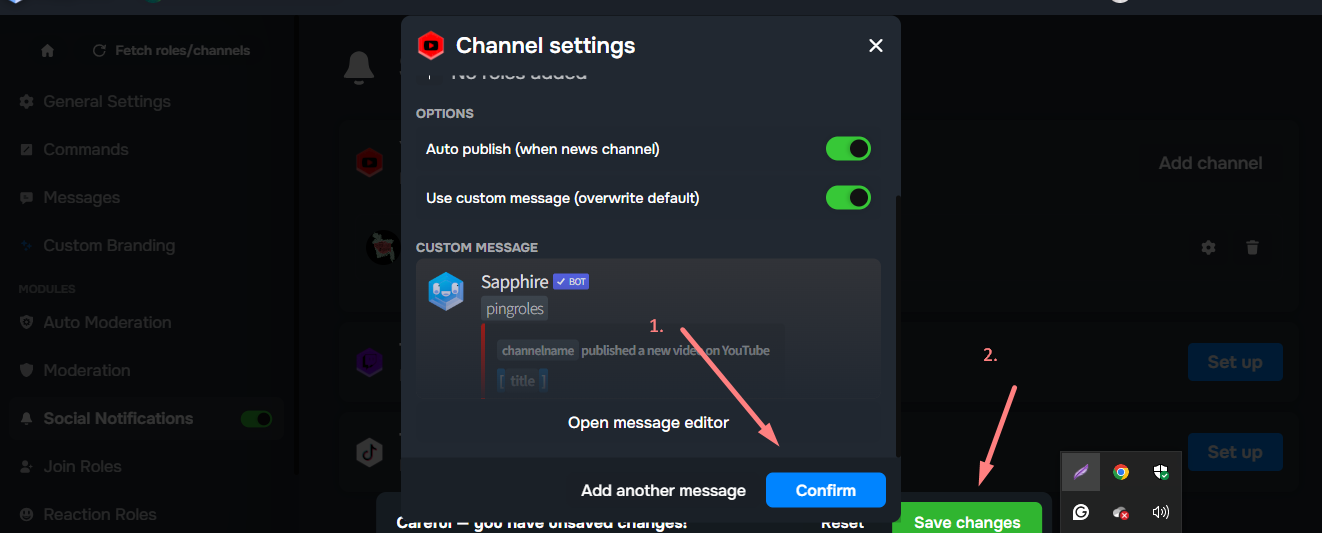 Fetch roles/channels
General Settings
Commands
Messages
Custom Branding
MODULES
Auto Moderation
Moderation
Social Notifications
Join Roles
Reaction Roles
Channel settings
No roles added
OPTIONS
Auto publish (when news channel)
Use custom message (overwrite default)
CUSTOM MESSAGE
Sapphire BOT
pingroles
1.
channelname published a new video on YouTube
[ title ]
Open message editor
Add another message Confirm
Careful — you have unsaved changes! Reset Save changes
Add channel
Set up
2.
Set up